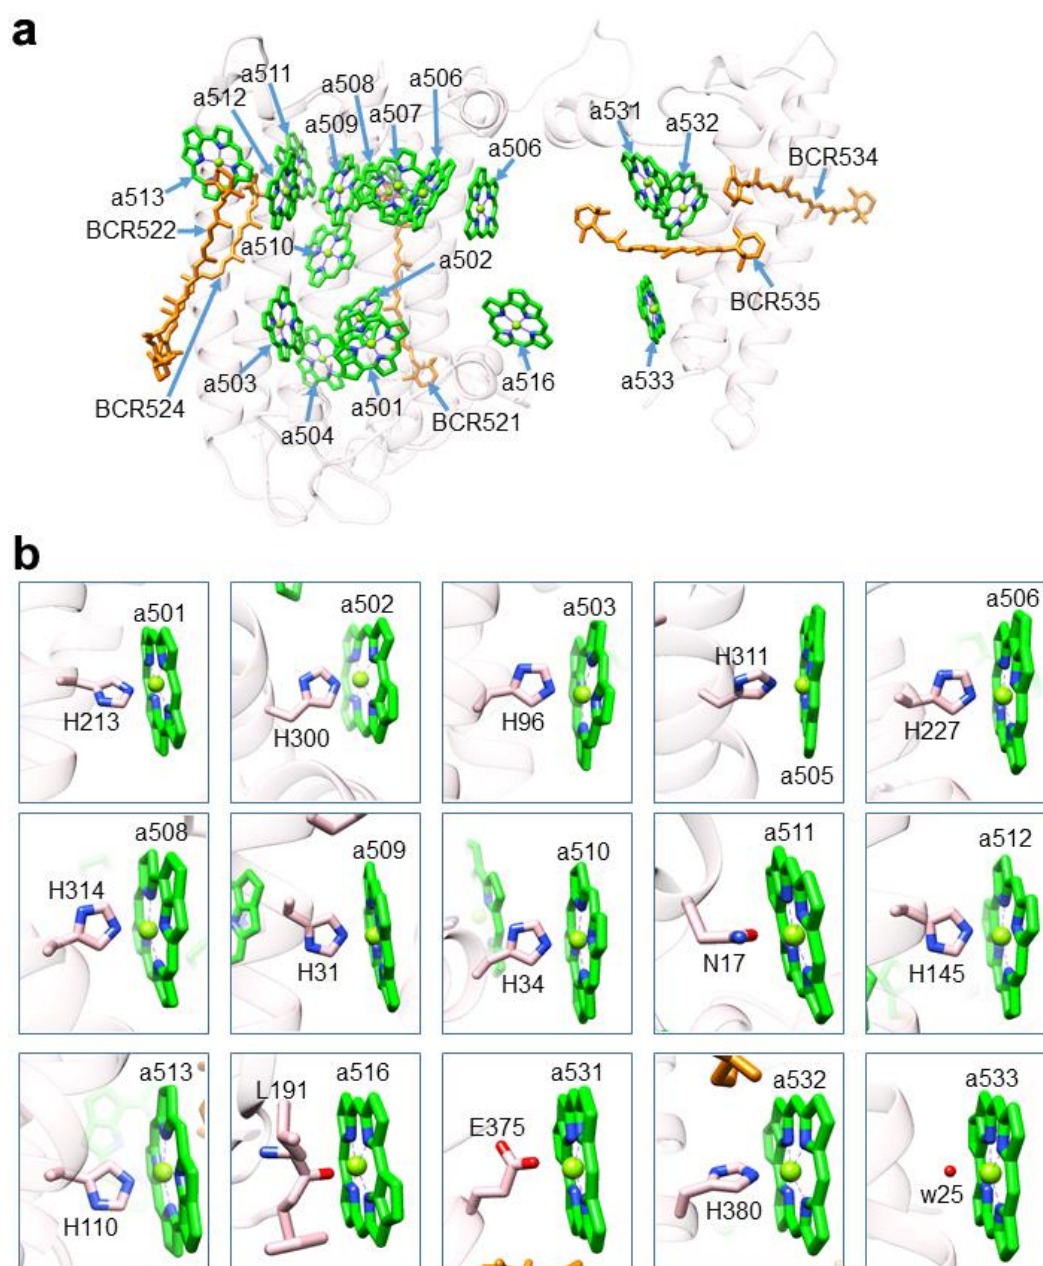 a
a511
a512
a508
a506
a509
a507
a506
a531
a532
BCR534
a513
BCR522
a510
a502
BCR535
a503
a516
a533
BCR524
a501
BCR521
a504
b
a501
H213
a502
H300
a503
H96
H311
a505
a506
H227
a508
H314
a509
H31
a510
H34
a511
N17
a512
H145
a513
H110
a516
L191
a531
E375
a532
H380
a533
w25